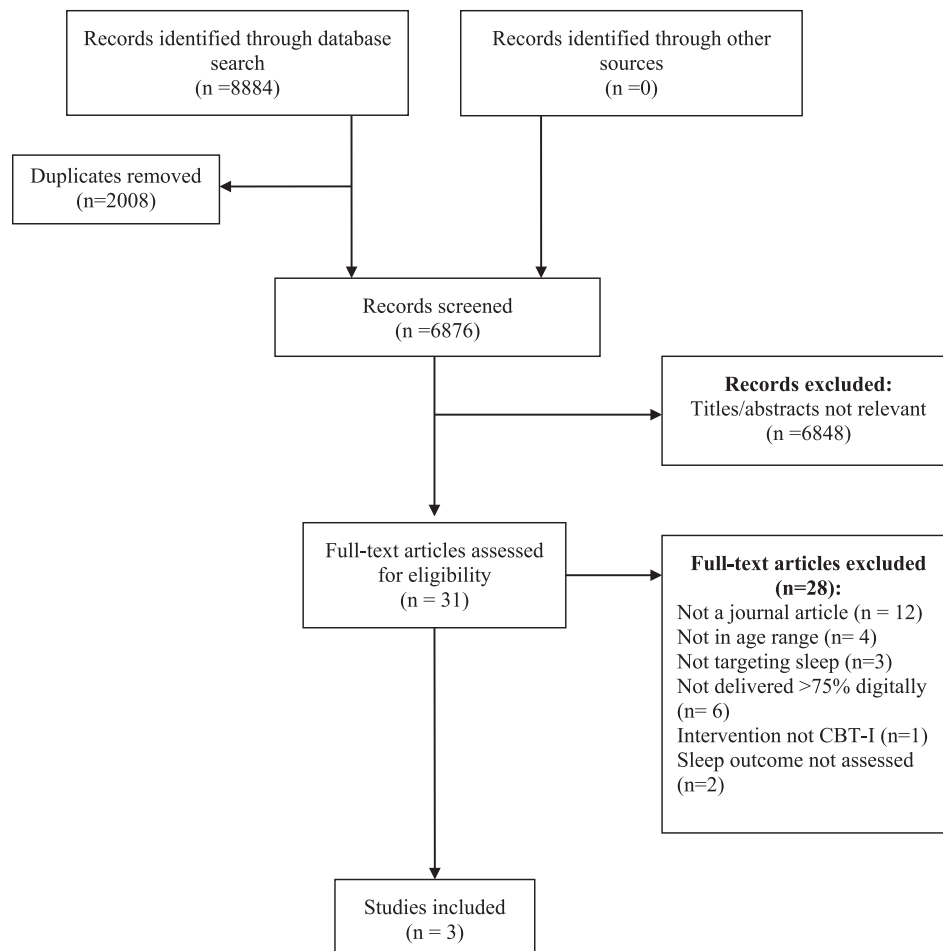 Records identified through database
search
(n =8884)
Records identified through other
sources
(n =0)
Duplicates removed
(n=2008)
Records screened
(n =6876)
Records excluded:
Titles/abstracts not relevant
(n =6848)
Full-text articles assessed
for eligibility
(n = 31)
Full-text articles excluded
(n=28):
Not a journal article (n = 12)
Not in age range (n= 4)
Not targeting sleep (n=3)
Not delivered >75% digitally
(n= 6)
Intervention not CBT-I (n=1)
Sleep outcome not assessed
(n=2)
Studies included
(n = 3)